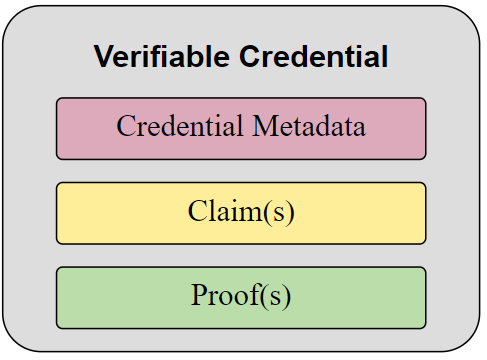 Verifiable Credential
Credential Metadata
Claim(s)
Proof(s)